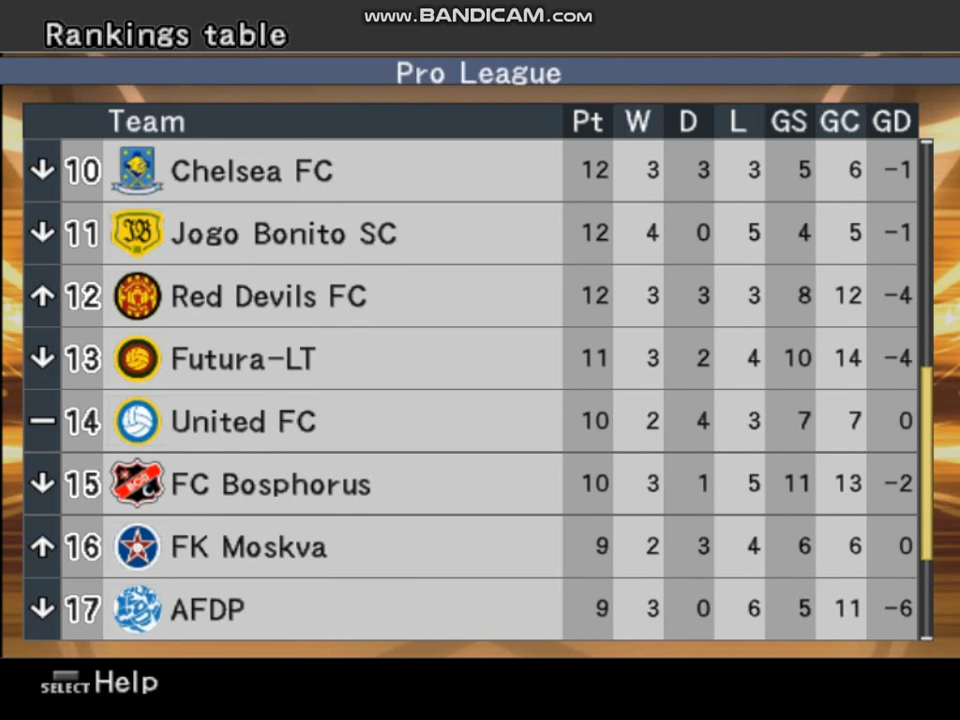 www.BANDICAM.com
Rankings table
Pro League
Team Pt W D L GS GC GD
10 Chelsea FC 12 3 3 3 5 6 -1
11 Jogo Bonito SC 12 4 0 5 4 5 -1
12 Red Devils FC 12 3 3 3 8 12 -4
13 Futura-LT 11 3 2 4 10 14 -4
14 United FC 10 2 4 3 7 7 0
15 FC Bosphorus 10 3 1 5 11 13 -2
16 FK Moskva 9 2 3 4 6 6 0
17 AFDP 9 3 0 6 5 11 -6
SELECT Help